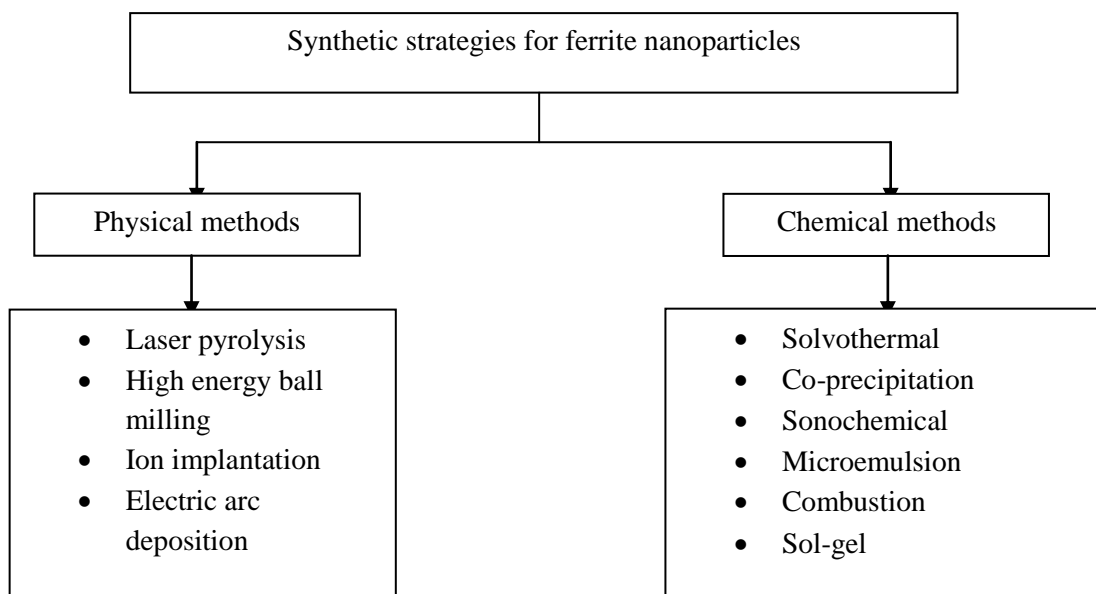 Synthetic strategies for ferrite nanoparticles
Physical methods
Chemical methods
• Laser pyrolysis
• High energy ball
milling
• Ion implantation
• Electric arc
deposition
• Solvothermal
• Co-precipitation
• Sonochemical
• Microemulsion
• Combustion
• Sol-gel